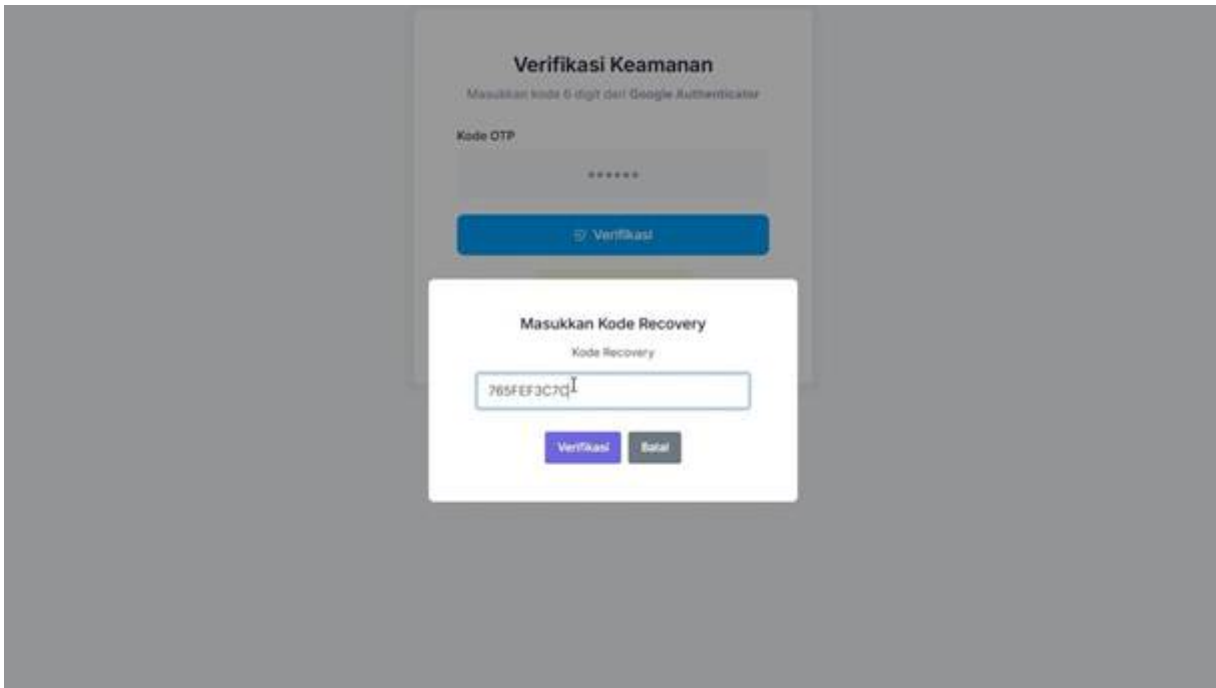 Verifikasi Keamanan
Masukkan kode 6 digit dari Google Authenticator
Kode OTP
••••••
Verifikasi
Masukkan Kode Recovery
Kode Recovery
765FEF3C7C
Verifikasi
Batal